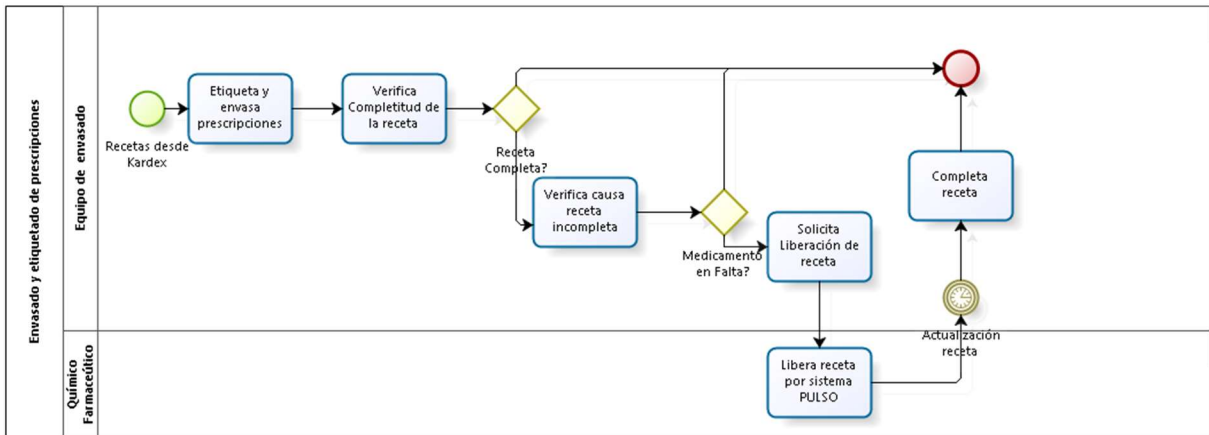 Envasado y etiquetado de prescripciones
Equipo de envasado
Recetas desde
Kardex
Etiqueta y
envasa
prescripciones
Verifica
Completitud de
la receta
Receta
Completa?
Verifica causa
receta
incompleta
Medicamento
en Falta?
Solicita
Liberación de
receta
Completa
receta
Actualización
receta
Químico
Farmaceútico
Libera receta
por sistema
PULSO